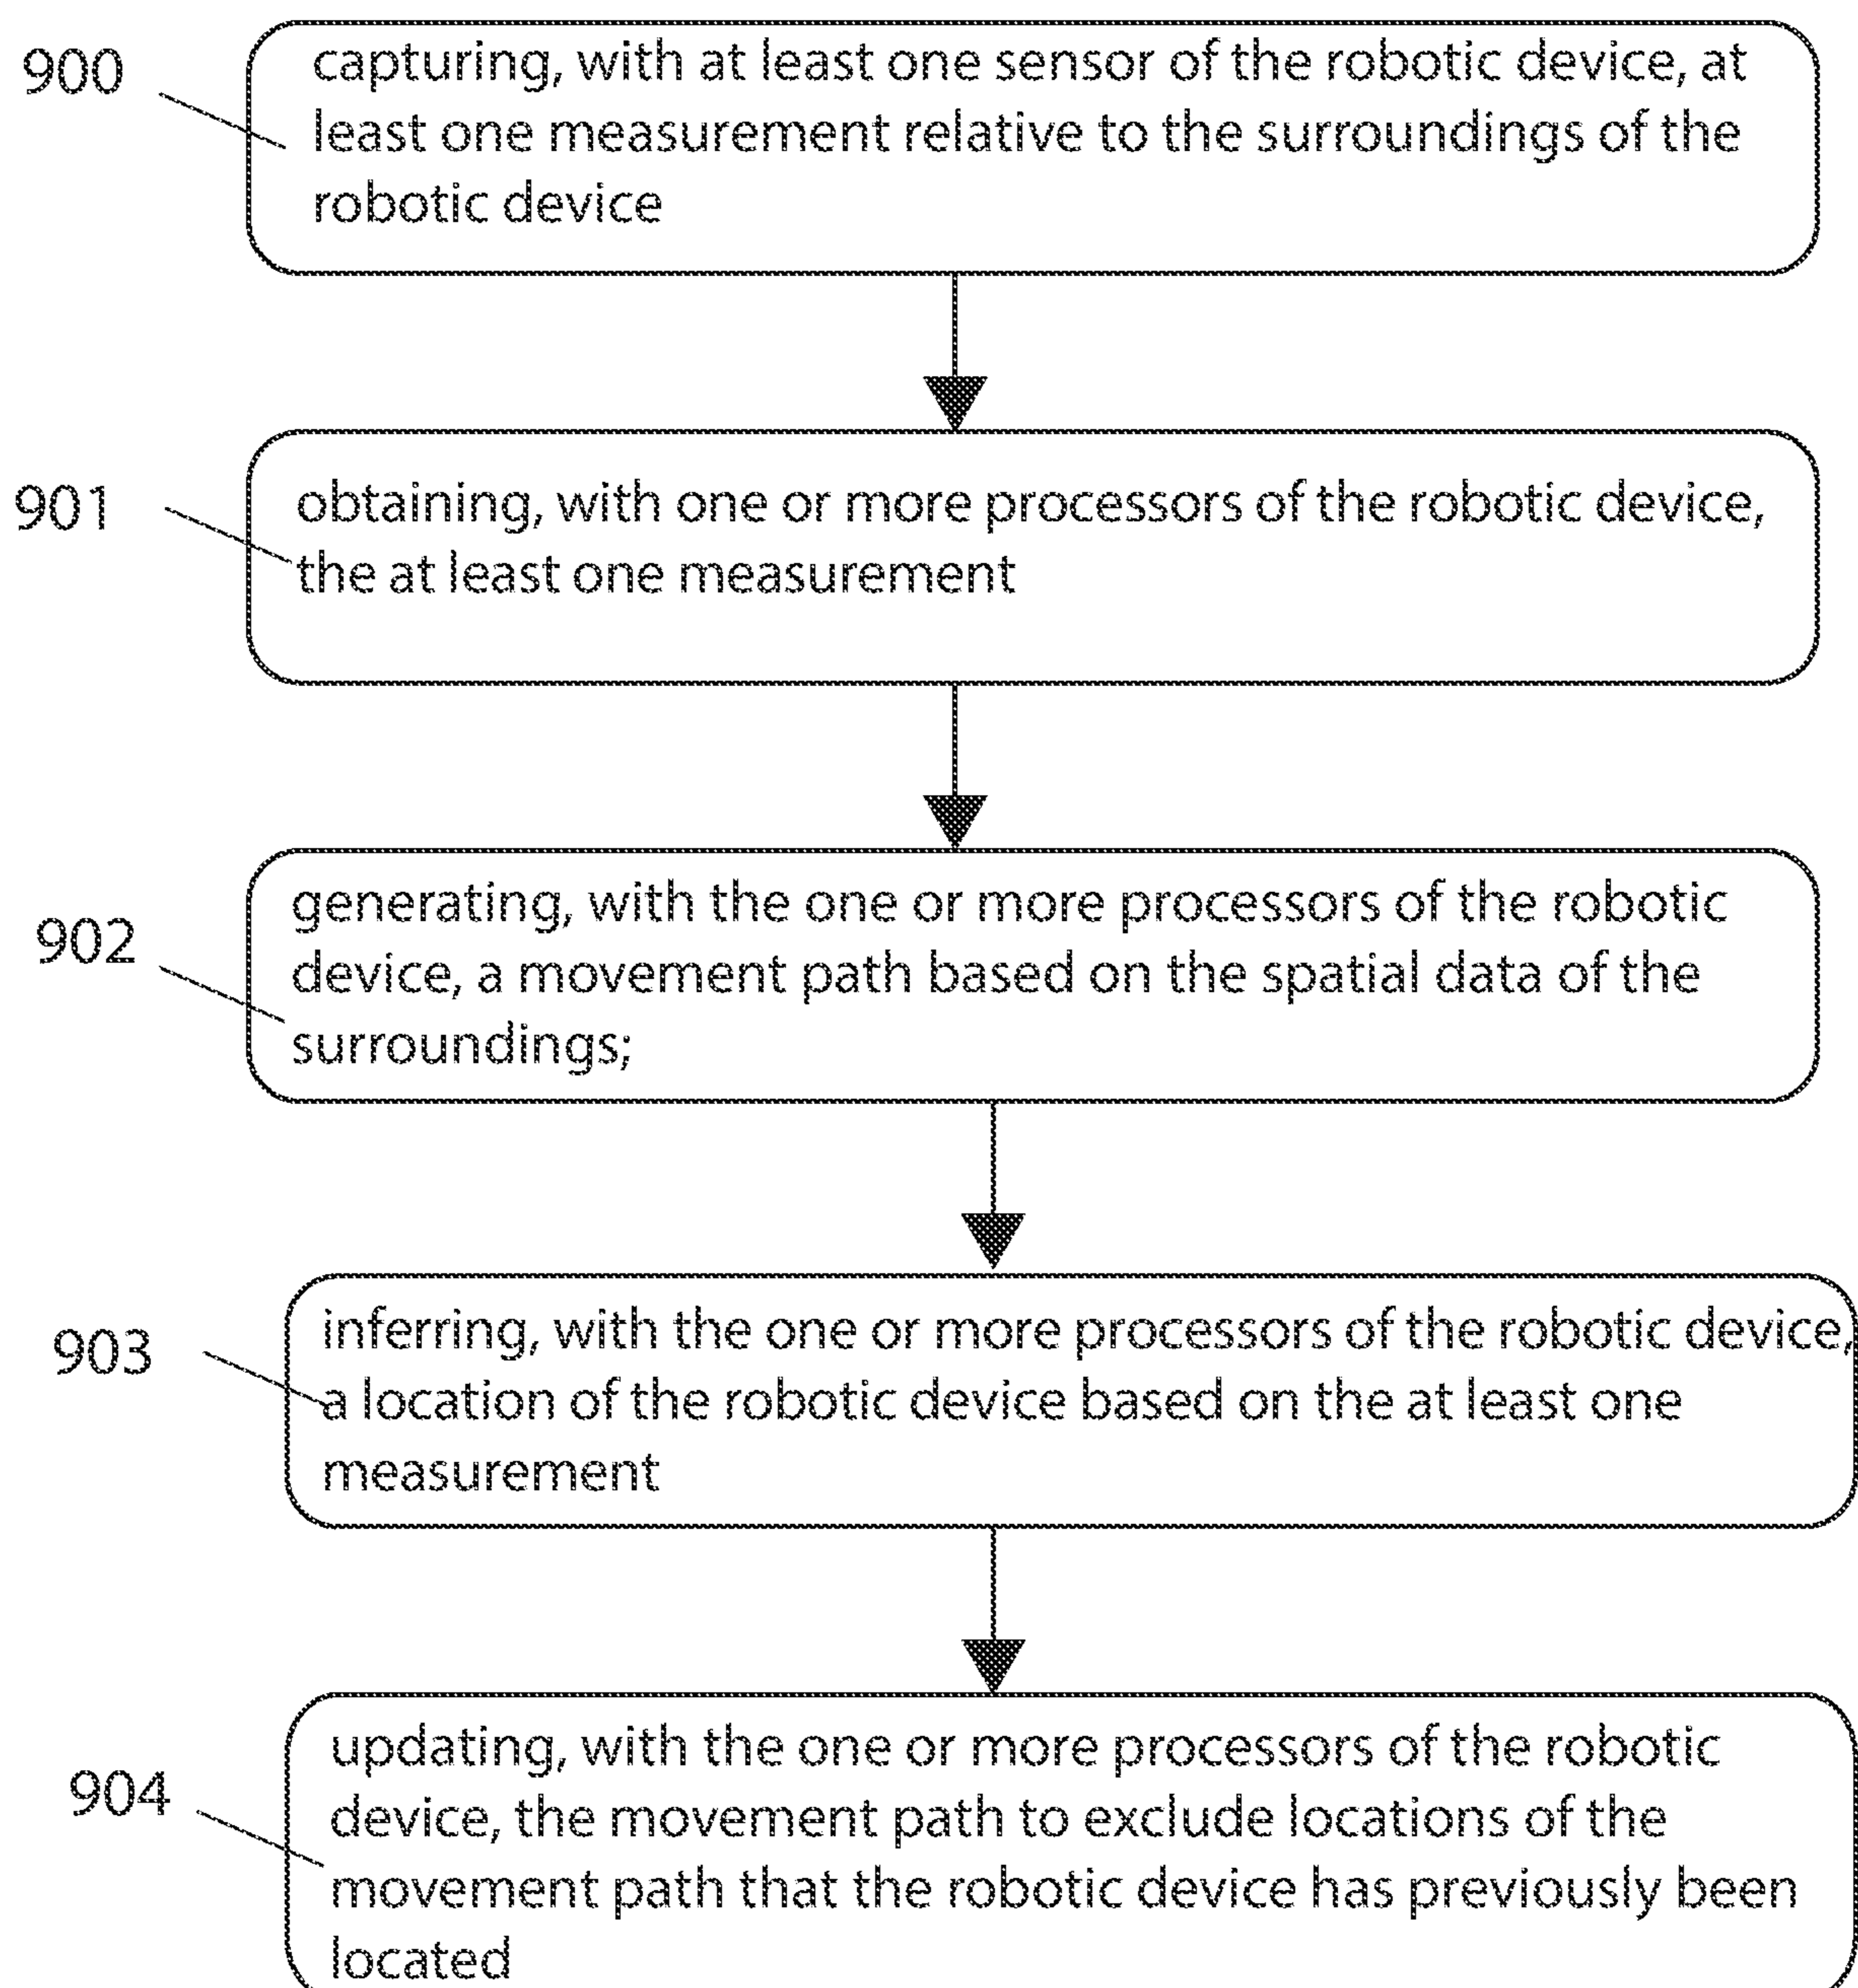 900
capturing, with at least one sensor of the robotic device, at
least one measurement relative to the surroundings of the
robotic device
901
obtaining, with one or more processors of the robotic device,
the at least one measurement
902
generating, with the one or more processors of the robotic
device, a movement path based on the spatial data of the
surroundings;
903
inferring, with the one or more processors of the robotic device,
a location of the robotic device based on the at least one
measurement
904
updating, with the one or more processors of the robotic
device, the movement path to exclude locations of the
movement path that the robotic device has previously been
located